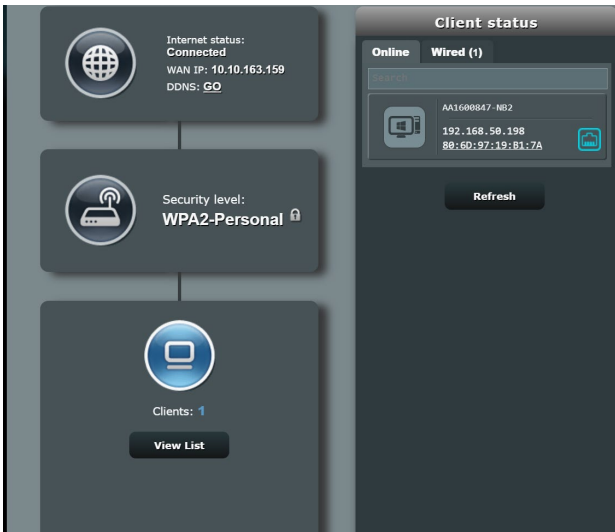 Internet status:
Connected
WAN IP: 10.10.163.159
DDNS: GO
Security level:
WPA2-Personal
Clients: 1
View List
Client status
Online
Wired (1)
Search
AA1600847-NB2
192.168.50.198
80:6D:97:19:B1:7A
Refresh